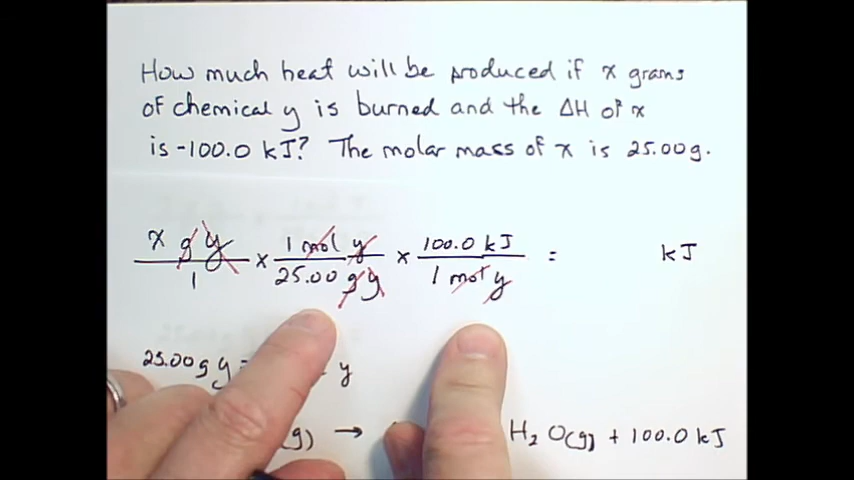 How much heat will be produced if x grams
of chemical y is burned and the ΔH of x
is -100.0 kJ? The molar mass of x is 25.00g.
x g y / 1 × 1 mol y / 25.00 g y × 100.0 kJ / 1 mol y = kJ
25.00g y = y
(g) → H₂O(g) + 100.0 kJ